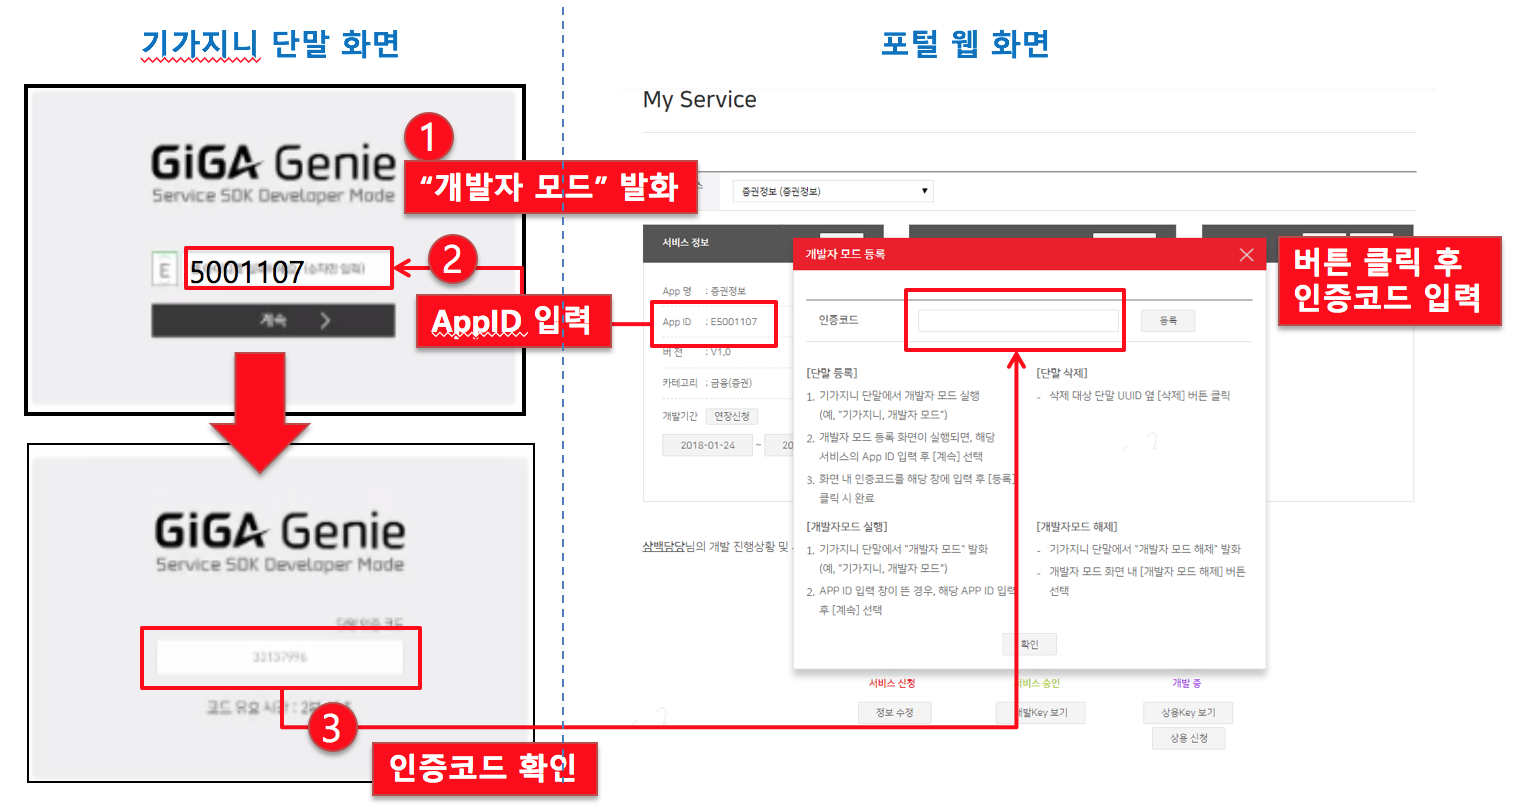 기가지니 단말 화면
포털 웹 화면
GiGA Genie
Service SDK Developer Mode
1
“개발자 모드” 발화
E
5001107
2
AppID 입력
계속
GiGA Genie
Service SDK Developer Mode
단말 인증 코드
33137996
3
인증코드 확인
My Service
증권정보 (증권정보)
서비스 정보
App 명 : 증권정보
App ID : E5001107
버 전 : V1.0
카테고리 : 금융(증권)
개발기간 연장신청
2018-01-24 ~ 20
개발자 모드 등록
버튼 클릭 후
인증코드 입력
인증코드
등록
[단말 등록]
1. 기가지니 단말에서 개발자 모드 실행
(예, "기가지니, 개발자 모드")
2. 개발자 모드 등록 화면이 실행되면, 해당
서비스의 App ID 입력 후 [계속] 선택
3. 화면 내 인증코드를 해당 창에 입력 후 [등록]
클릭 시 완료
[단말 삭제]
- 삭제 대상 단말 UUID 옆 [삭제] 버튼 클릭
[개발자모드 실행]
1. 기가지니 단말에서 "개발자 모드" 발화
(예, "기가지니, 개발자 모드")
2. APP ID 입력 창이 뜬 경우, 해당 APP ID 입력
후 [계속] 선택
[개발자모드 해제]
- 기가지니 단말에서 "개발자 모드 해제" 발화
- 개발자 모드 화면 내 [개발자 모드 해제] 버튼
선택
확인
삼백담당님의 개발 진행상황 및
서비스 신청
서비스 승인
개발 중
정보 수정
개발Key 보기
상용Key 보기
상용 신청